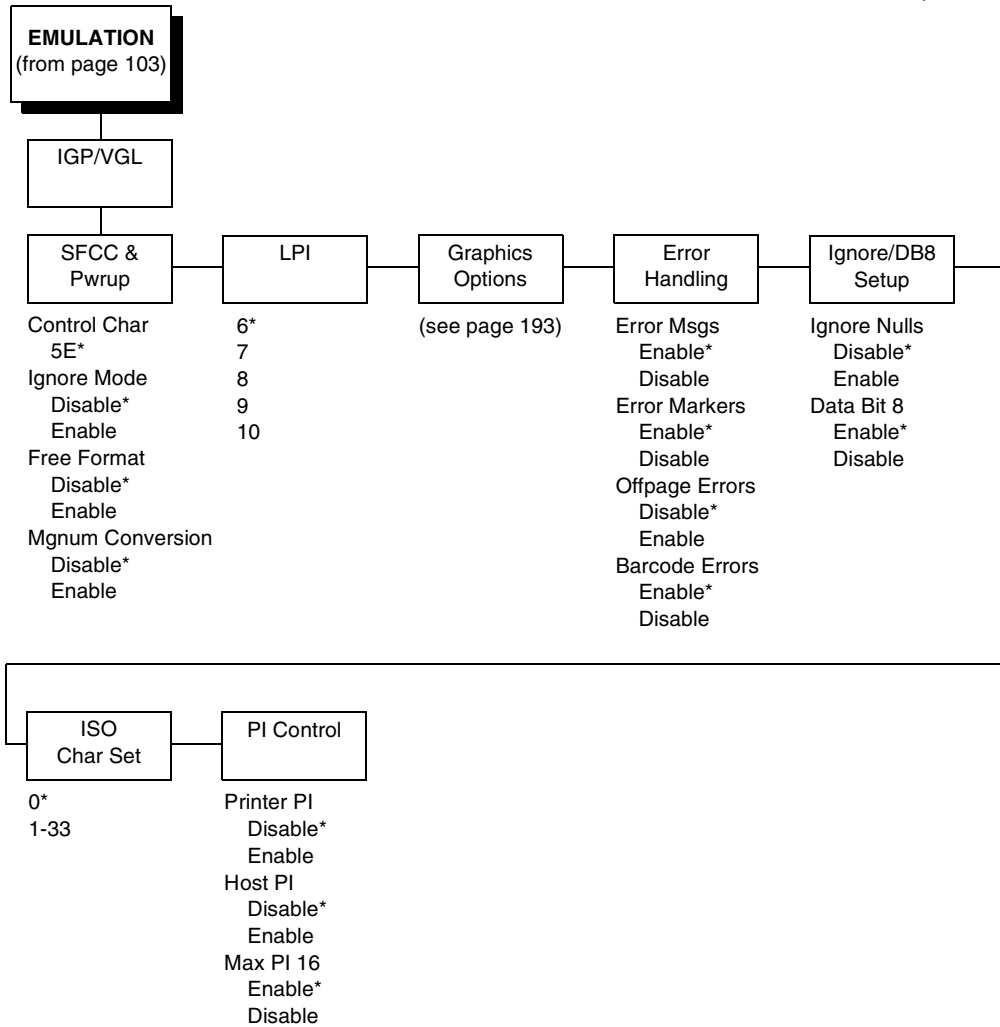 EMULATION
(from page 103)
IGP/VGL
SFCC &
Pwrup
Control Char
5E*
Ignore Mode
Disable*
Enable
Free Format
Disable*
Enable
Mgnum Conversion
Disable*
Enable
LPI
6*
7
8
9
10
Graphics
Options
(see page 193)
Error
Handling
Error Msgs
Enable*
Disable
Error Markers
Enable*
Disable
Offpage Errors
Disable*
Enable
Barcode Errors
Enable*
Disable
Ignore/DB8
Setup
Ignore Nulls
Disable*
Enable
Data Bit 8
Enable*
Disable
ISO
Char Set
0*
1-33
PI Control
Printer PI
Disable*
Enable
Host PI
Disable*
Enable
Max PI 16
Enable*
Disable